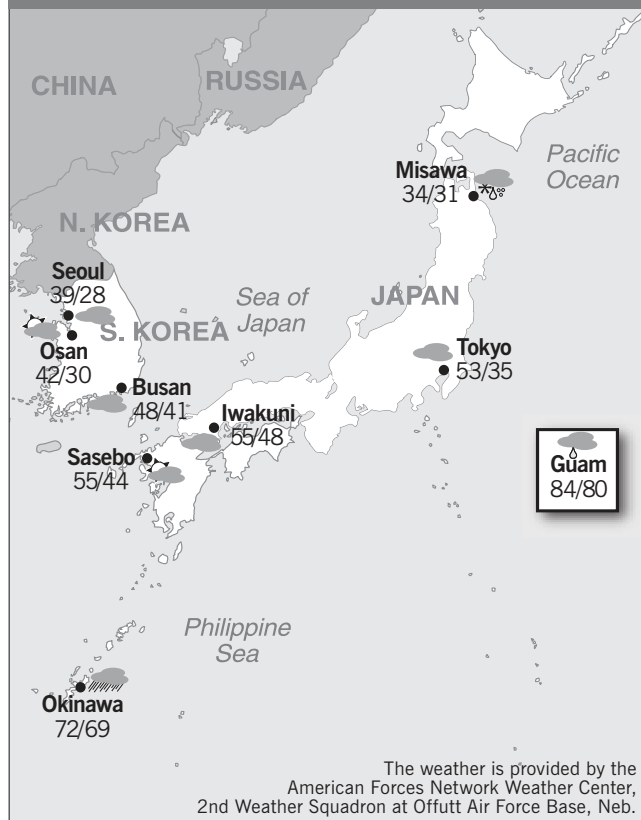 CHINA
RUSSIA
Misawa
34/31
Pacific
Ocean
N. KOREA
Seoul
39/28
S. KOREA
Osan
42/30
Sea of
Japan
JAPAN
Tokyo
53/35
Busan
48/41
Iwakuni
55/48
Sasebo
55/44
Guam
84/80
Philippine
Sea
Okinawa
72/69
The weather is provided by the
American Forces Network Weather Center,
2nd Weather Squadron at Offutt Air Force Base, Neb.